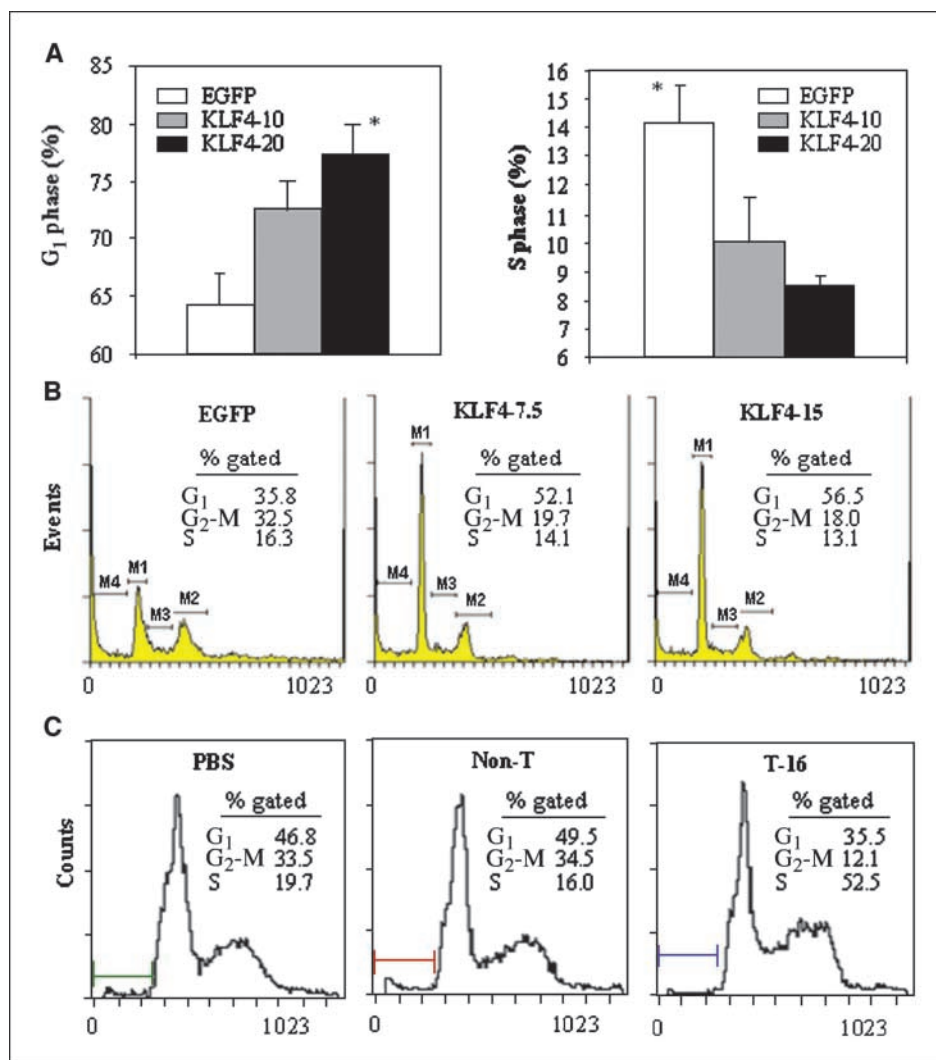 A
85
80
75
70
65
60
G1 phase (%)
EGFP
KLF4-10
KLF4-20
*
16
15
14
13
12
11
10
9
8
7
6
S phase (%)
*
EGFP
KLF4-10
KLF4-20
B
Events
EGFP
% gated
G1 35.8
G2-M 32.5
S 16.3
M4
M1
M3
M2
0 1023
KLF4-7.5
M1
% gated
G1 52.1
G2-M 19.7
S 14.1
M4
M3
M2
0 1023
KLF4-15
M1
% gated
G1 56.5
G2-M 18.0
S 13.1
M4
M3
M2
0 1023
C
Counts
PBS
% gated
G1 46.8
G2-M 33.5
S 19.7
0 1023
Non-T
% gated
G1 49.5
G2-M 34.5
S 16.0
0 1023
T-16
% gated
G1 35.5
G2-M 12.1
S 52.5
0 1023